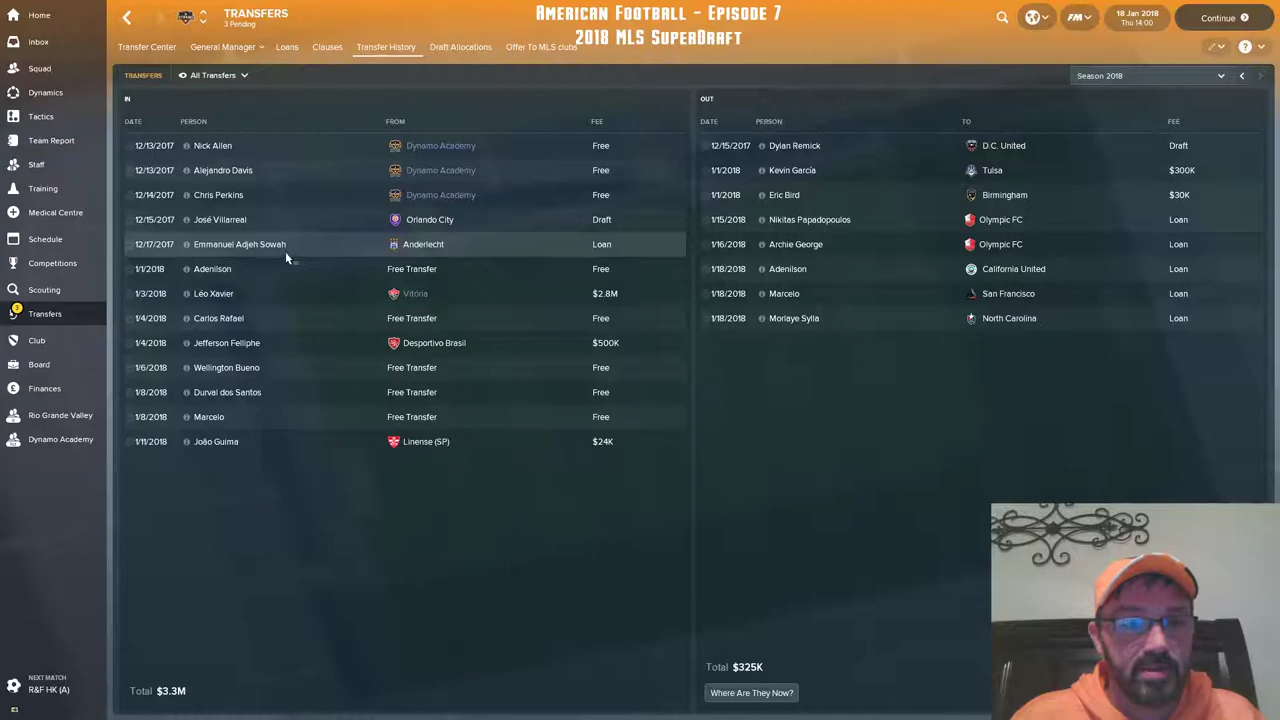 TRANSFERS
3 Pending
American Football - Episode 7
2018 MLS SuperDraft
FM
18 Jan 2018
Thu 14:00
Continue
Transfer Center
General Manager
Loans
Clauses
Transfer History
Draft Allocations
Offer To MLS clubs
?
Home
Inbox
Squad
Dynamics
Tactics
Team Report
Staff
Training
Medical Centre
Schedule
Competitions
Scouting
3
Transfers
Club
Board
Finances
Rio Grande Valley
Dynamo Academy
NEXT MATCH
R&F HK (A)
TRANSFERS
All Transfers
Season 2018
IN
DATE PERSON FROM FEE
12/13/2017 Nick Allen Dynamo Academy Free
12/13/2017 Alejandro Davis Dynamo Academy Free
12/14/2017 Chris Perkins Dynamo Academy Free
12/15/2017 José Villarreal Orlando City Draft
12/17/2017 Emmanuel Adjeh Sowah Anderlecht Loan
1/1/2018 Adenilson Free Transfer Free
1/3/2018 Léo Xavier Vitória $2.8M
1/4/2018 Carlos Rafael Free Transfer Free
1/4/2018 Jefferson Felliphe Desportivo Brasil $500K
1/6/2018 Wellington Bueno Free Transfer Free
1/8/2018 Durval dos Santos Free Transfer Free
1/8/2018 Marcelo Free Transfer Free
1/11/2018 João Guima Linense (SP) $24K
Total $3.3M
OUT
DATE PERSON TO FEE
12/15/2017 Dylan Remick D.C. United Draft
1/1/2018 Kevin García Tulsa $300K
1/1/2018 Eric Bird Birmingham $30K
1/15/2018 Nikitas Papadopoulos Olympic FC Loan
1/16/2018 Archie George Olympic FC Loan
1/18/2018 Adenilson California United Loan
1/18/2018 Marcelo San Francisco Loan
1/18/2018 Morlaye Sylla North Carolina Loan
Total $325K
Where Are They Now?